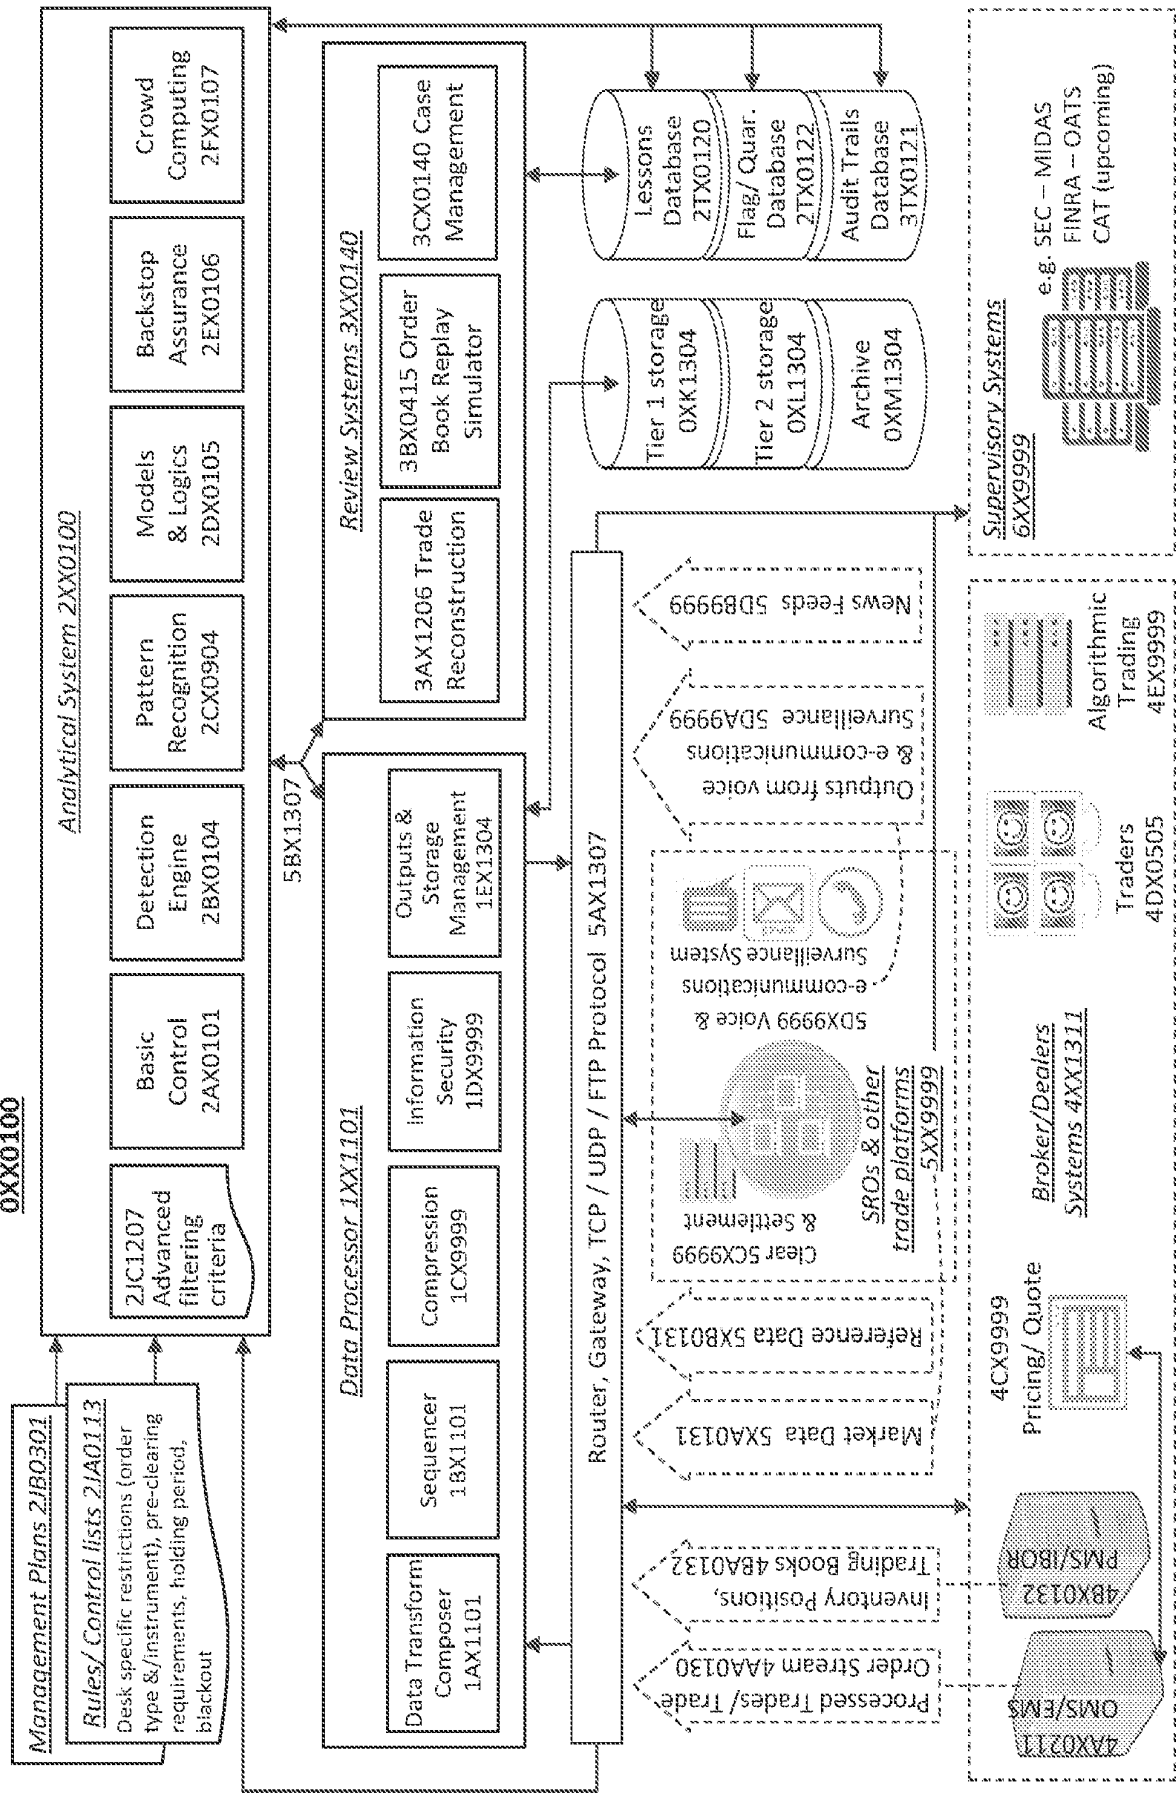 0XX0100
Management Plans 2JB0301
Rules/ Control lists 2JA0113
Desk specific restrictions (order
type &/instrument), pre-clearing
requirements, holding period,
blackout
Analytical System 2XX0100
2JC1207
Advanced
filtering
criteria
Basic
Control
2AX0101
Detection
Engine
2BX0104
Pattern
Recognition
2CX0904
Models
& Logics
2DX0105
Backstop
Assurance
2EX0106
Crowd
Computing
2FX0107
5BX1307
Data Processor 1XX1101
Data Transform
Composer
1AX1101
Sequencer
1BX1101
Compression
1CX9999
Information
Security
1DX9999
Outputs &
Storage
Management
1EX1304
Review Systems 3XX0140
3AX1206 Trade
Reconstruction
3BX0415 Order
Book Replay
Simulator
3CX0140 Case
Management
Router, Gateway, TCP / UDP / FTP Protocol 5AX1307
Tier 1 storage
0XK1304
Tier 2 storage
0XL1304
Archive
0XM1304
Lessons
Database
2TX0120
Flag/ Quar.
Database
2TX0122
Audit Trails
Database
3TX0121
Processed Trades/ Trade
Order Stream 4AA0130
Inventory Positions,
Trading Books 4BA0132
Market Data 5XA0131
Reference Data 5XB0131
Clear 5CX9999
& Settlement
5DX9999 Voice &
e-communications
Surveillance System
SROs & other
trade platforms
5XX9999
Outputs from voice
& e-communications
Surveillance 5DA9999
News Feeds 5DB9999
4AX0211
OMS/EMS
4BX0132
PMS/IBOR
4CX9999
Pricing/ Quote
Broker/Dealers
Systems 4XX1311
Traders
4DX0505
Algorithmic
Trading
4EX9999
Supervisory Systems
6XX9999
e.g. SEC – MIDAS
FINRA – OATS
CAT (upcoming)